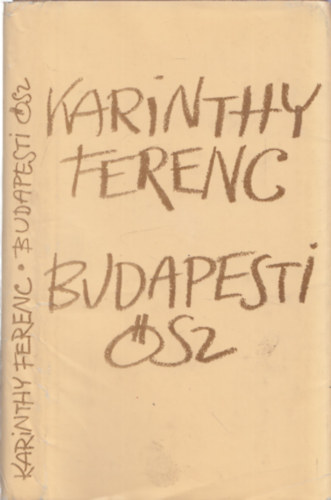 KARINTHY
FERENC
BUDAPESTI
ŐSZ
KARINTHY FERENC • BUDAPESTI ŐSZ